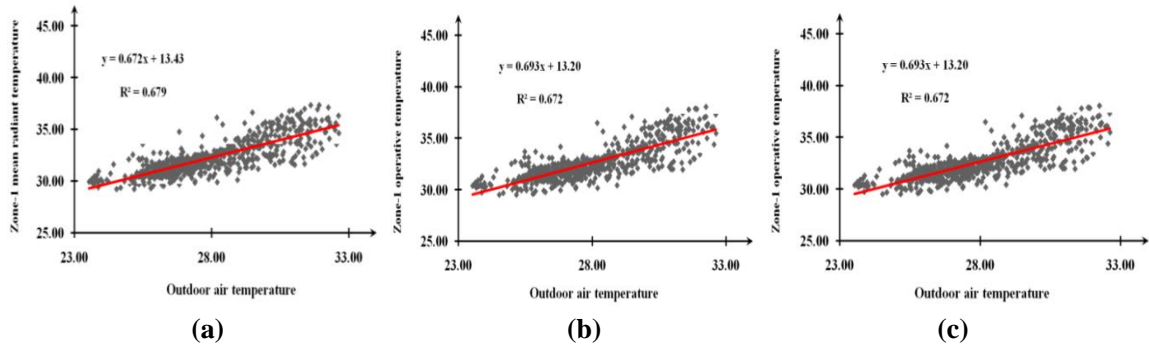 Zone-1 mean radiant temperature
45.00
40.00
35.00
30.00
25.00
y = 0.672x + 13.43
R² = 0.679
23.00 28.00 33.00
Outdoor air temperature
(a)
Zone-1 operative temperature
45.00
40.00
35.00
30.00
25.00
y = 0.693x + 13.20
R² = 0.672
23.00 28.00 33.00
Outdoor air temperature
(b)
Zone-1 operative temperature
45.00
40.00
35.00
30.00
25.00
y = 0.693x + 13.20
R² = 0.672
23.00 28.00 33.00
Outdoor air temperature
(c)